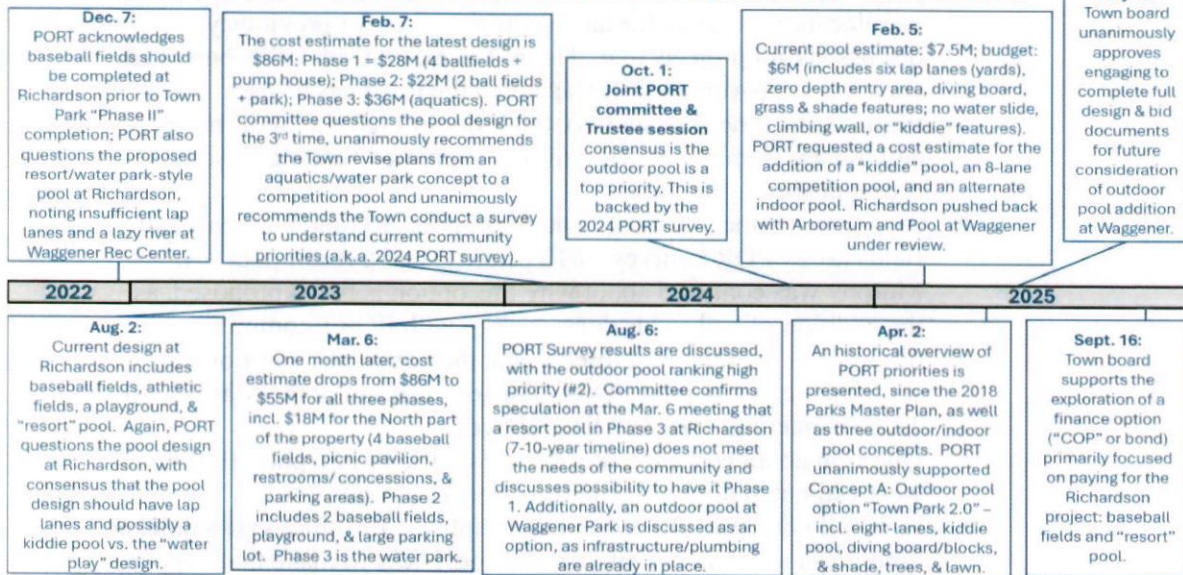 Dec. 7:
PORT acknowledges
baseball fields should
be completed at
Richardson prior to Town
Park “Phase II”
completion; PORT also
questions the proposed
resort/water park-style
pool at Richardson,
noting insufficient lap
lanes and a lazy river at
Waggener Rec Center.
Feb. 7:
The cost estimate for the latest design is
$86M: Phase 1 = $28M (4 ballfields +
pump house); Phase 2: $22M (2 ball fields
+ park); Phase 3: $36M (aquatics). PORT
committee questions the pool design for
the 3rd time, unanimously recommends
the Town revise plans from an
aquatics/water park concept to a
competition pool and unanimously
recommends the Town conduct a survey
to understand current community
priorities (a.k.a. 2024 PORT survey).
Oct. 1:
Joint PORT
committee &
Trustee session
consensus is the
outdoor pool is a
top priority. This is
backed by the
2024 PORT survey.
Feb. 5:
Current pool estimate: $7.5M; budget:
$6M (includes six lap lanes (yards),
zero depth entry area, diving board,
grass & shade features; no water slide,
climbing wall, or “kiddie” features).
PORT requested a cost estimate for the
addition of a “kiddie” pool, an 8-lane
competition pool, and an alternate
indoor pool. Richardson pushed back
with Arboretum and Pool at Waggener
under review.
Town board
unanimously
approves
engaging to
complete full
design & bid
documents
for future
consideration
of outdoor
pool addition
at Waggener.
2022
2023
2024
2025
Aug. 2:
Current design at
Richardson includes
baseball fields, athletic
fields, a playground, &
“resort” pool. Again, PORT
questions the pool design
at Richardson, with
consensus that the pool
design should have lap
lanes and possibly a
kiddie pool vs. the “water
play” design.
Mar. 6:
One month later, cost
estimate drops from $86M to
$55M for all three phases,
incl. $18M for the North part
of the property (4 baseball
fields, picnic pavilion,
restrooms/ concessions, &
parking areas). Phase 2
includes 2 baseball fields,
playground, & large parking
lot. Phase 3 is the water park.
Aug. 6:
PORT Survey results are discussed,
with the outdoor pool ranking high
priority (#2). Committee confirms
speculation at the Mar. 6 meeting that
a resort pool in Phase 3 at Richardson
(7-10-year timeline) does not meet
the needs of the community and
discusses possibility to have it Phase
1. Additionally, an outdoor pool at
Waggener Park is discussed as an
option, as infrastructure/plumbing
are already in place.
Apr. 2:
An historical overview of
PORT priorities is
presented, since the 2018
Parks Master Plan, as well
as three outdoor/indoor
pool concepts. PORT
unanimously supported
Concept A: Outdoor pool
option “Town Park 2.0” –
incl. eight-lanes, kiddie
pool, diving board/blocks,
& shade, trees, & lawn.
Sept. 16:
Town board
supports the
exploration of a
finance option
(“COP” or bond)
primarily focused
on paying for the
Richardson
project: baseball
fields and “resort”
pool.